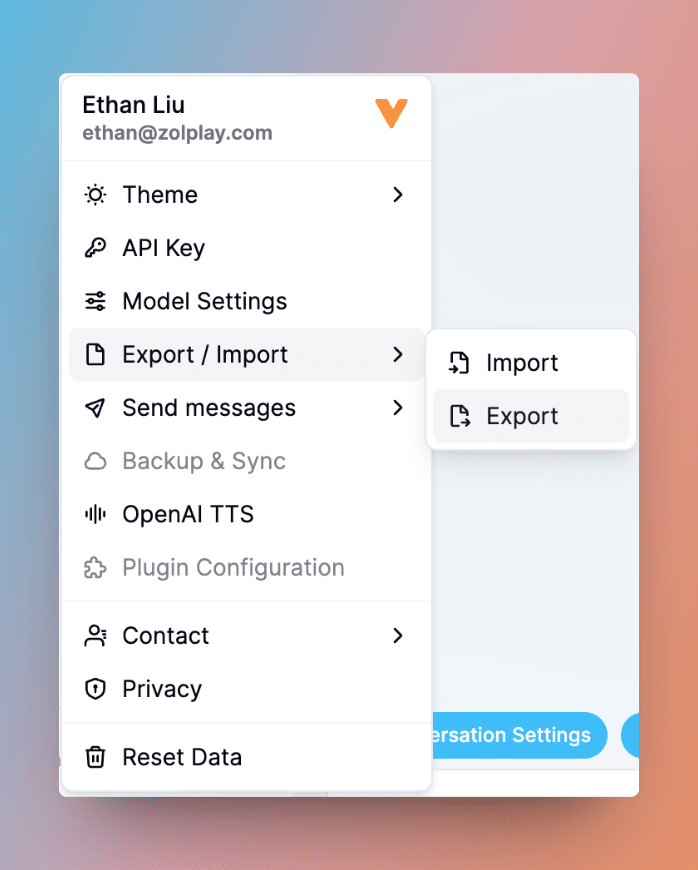 Ethan Liu
ethan@zolplay.com
Theme
API Key
Model Settings
Export / Import
Import
Send messages
Export
Backup & Sync
OpenAI TTS
Plugin Configuration
Contact
Privacy
ersation Settings
Reset Data